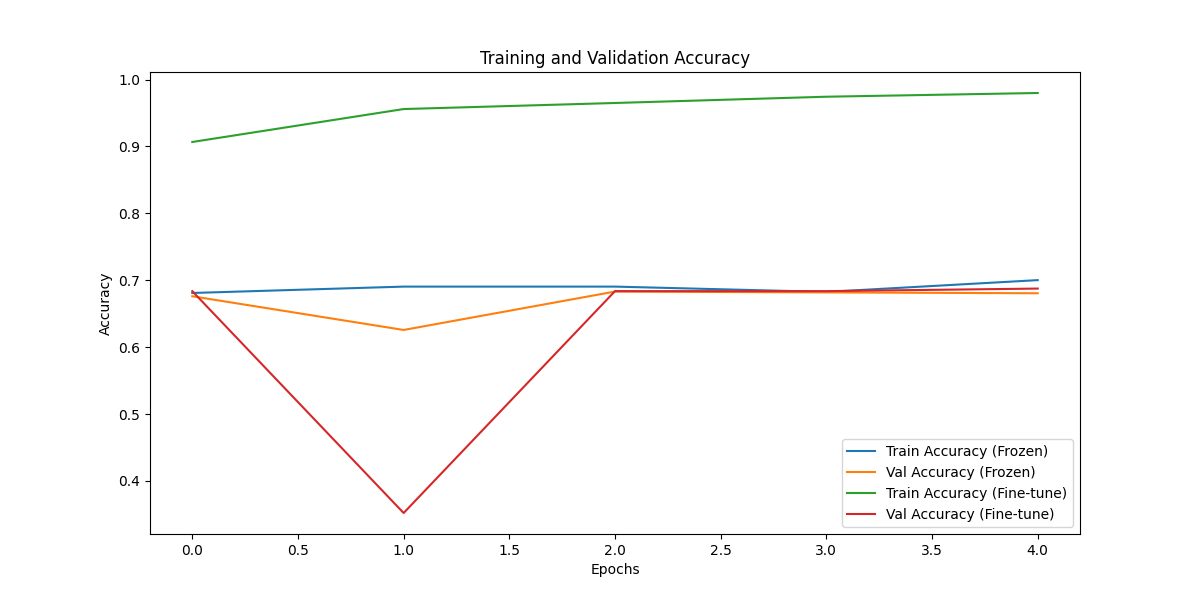 Training and Validation Accuracy
1.0
0.9
0.8
0.7
0.6
0.5
0.4
Accuracy
0.0 0.5 1.0 1.5 2.0 2.5 3.0 3.5 4.0
Epochs
Train Accuracy (Frozen)
Val Accuracy (Frozen)
Train Accuracy (Fine-tune)
Val Accuracy (Fine-tune)